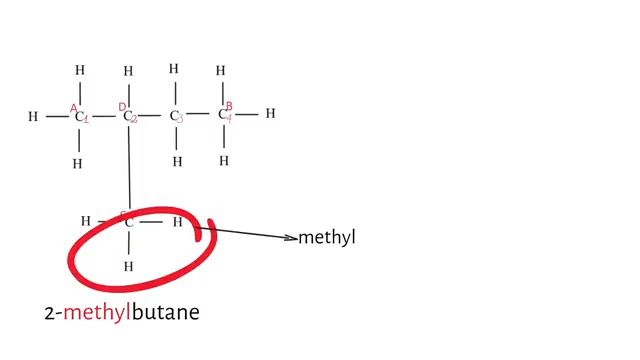 H H H H
A D B
H C1 C2 C3 C4 H
H H H
H C H
methyl
H
2-methylbutane